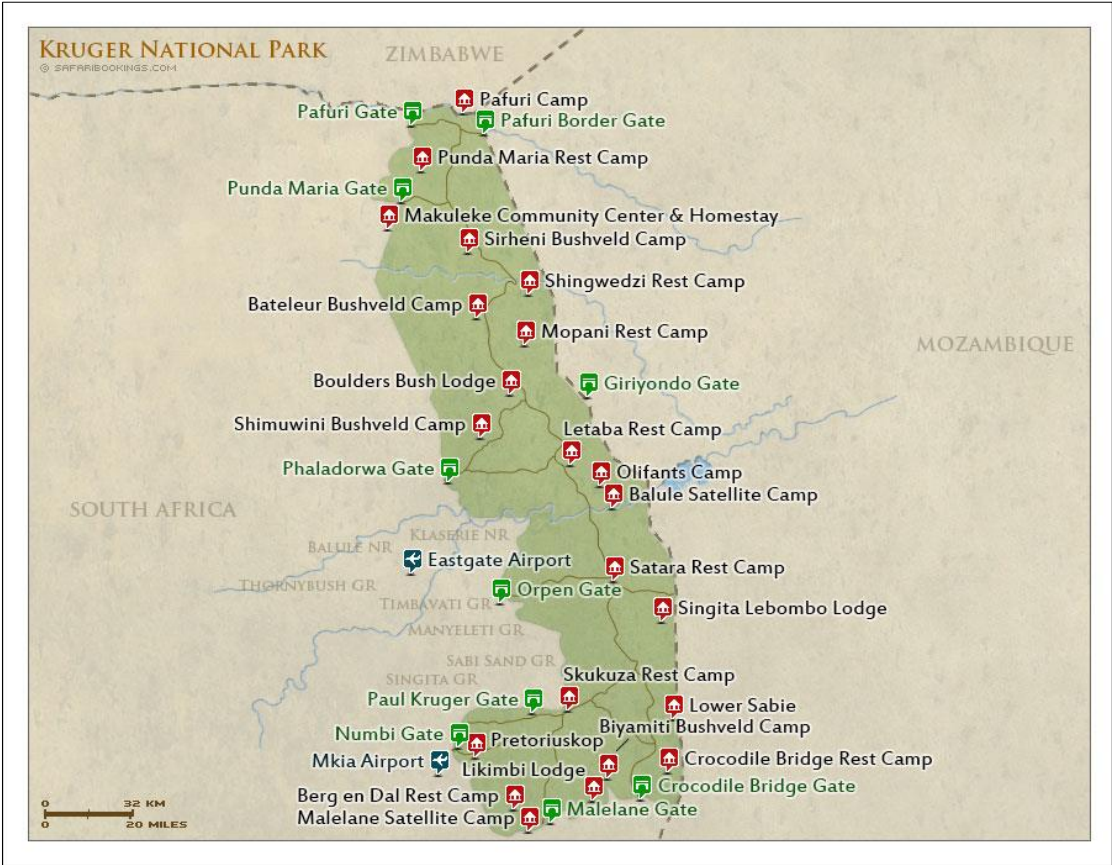 KRUGER NATIONAL PARK
© SAFARIBOOKINGS.COM
ZIMBABWE
Pafuri Camp
Pafuri Gate
Pafuri Border Gate
Punda Maria Rest Camp
Punda Maria Gate
Makuleke Community Center & Homestay
Sirheni Bushveld Camp
Shingwedzi Rest Camp
Bateleur Bushveld Camp
Mopani Rest Camp
MOZAMBIQUE
Boulders Bush Lodge
Giriyondo Gate
Shimuwini Bushveld Camp
Letaba Rest Camp
Phaladorwa Gate
Olifants Camp
Balule Satellite Camp
SOUTH AFRICA
KLASERIE NR
BALULE NR
Eastgate Airport
Satara Rest Camp
THORNYBUSH GR
Orpen Gate
TIMBAVATI GR
Singita Lebombo Lodge
MANYELETI GR
SABI SAND GR
Skukuza Rest Camp
SINGITA GR
Paul Kruger Gate
Lower Sabie
Biyamiti Bushveld Camp
Numbi Gate
Pretoriuskop
Mkia Airport
Crocodile Bridge Rest Camp
Likimbi Lodge
Crocodile Bridge Gate
Berg en Dal Rest Camp
Malelane Gate
Malelane Satellite Camp
0 32 KM
0 20 MILES